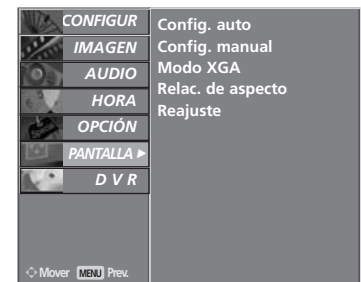 CONFIGUR
IMAGEN
AUDIO
HORA
OPCIÓN
PANTALLA ►
D V R
Config. auto
Config. manual
Modo XGA
Relac. de aspecto
Reajuste
Mover MENU Prev.